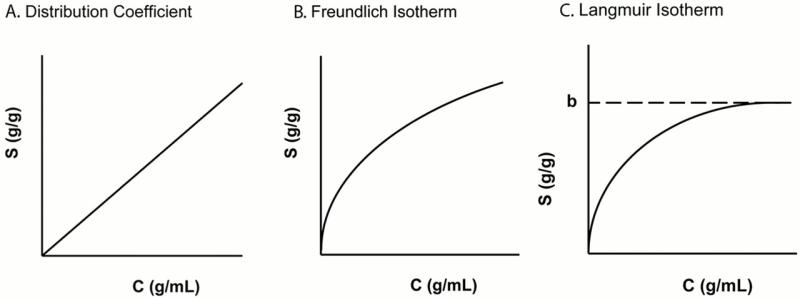 A. Distribution Coefficient
S (g/g)
C (g/mL)
B. Freundlich Isotherm
S (g/g)
C (g/mL)
C. Langmuir Isotherm
b
S (g/g)
C (g/mL)